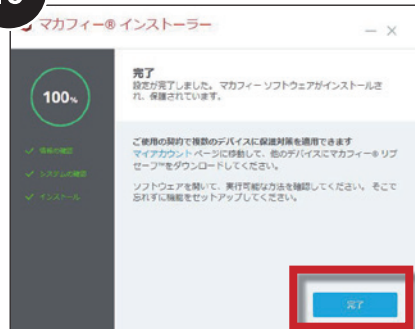 マカフィー® インストーラー
100%
完了
設定が完了しました。 マカフィー ソフトウェアがインストールさ
れ、保護されています。
ご使用の契約で複数のデバイスに保護対策を適用できます
マイアカウント ページに移動して、他のデバイスにマカフィー® リブ
セーフ™をダウンロードしてください。
ソフトウェアを開いて、実行可能な方法を確認してください。 そこで
忘れずに機能をセットアップしてください。
✓ 情報の確認
✓ システムの確認
✓ インストール
完了